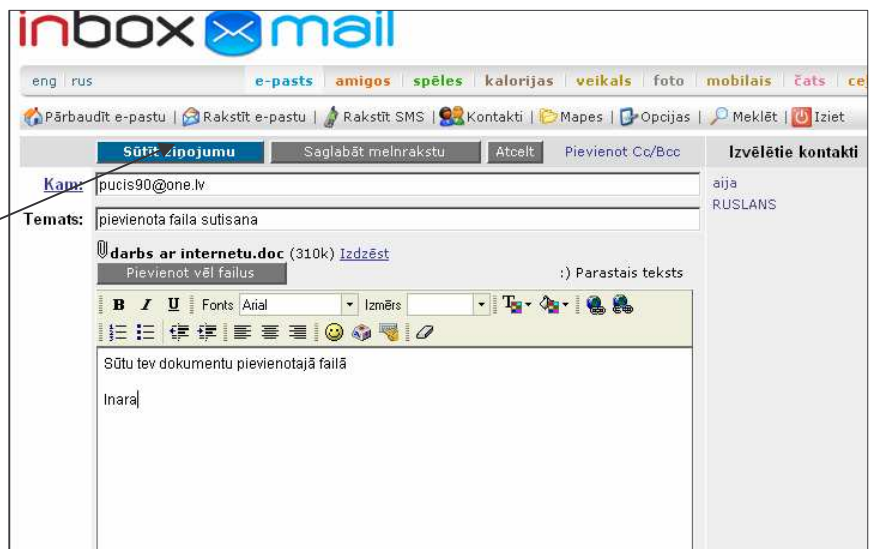 inbox mail
eng rus e-pasts amigos spēles kalorijas veikals foto mobilais čats
Pārbaudīt e-pastu | Rakstīt e-pastu | Rakstīt SMS | Kontakti | Mapes | Opcijas | Meklēt | Iziet
Sūtīt ziņojumu Saglabāt melnrakstu Atcelt Pievienot Cc/Bcc Izvēlētie kontakti
Kam: pucis90@one.lv aija
RUSLANS
Temats: pievienota faila sutisana
darbs ar internetu.doc (310k) Izdzēst
Pievienot vēl failus :) Parastais teksts
B I U Fonts Arial Izmērs
Sūtu tev dokumentu pievienotajā failā
Inara